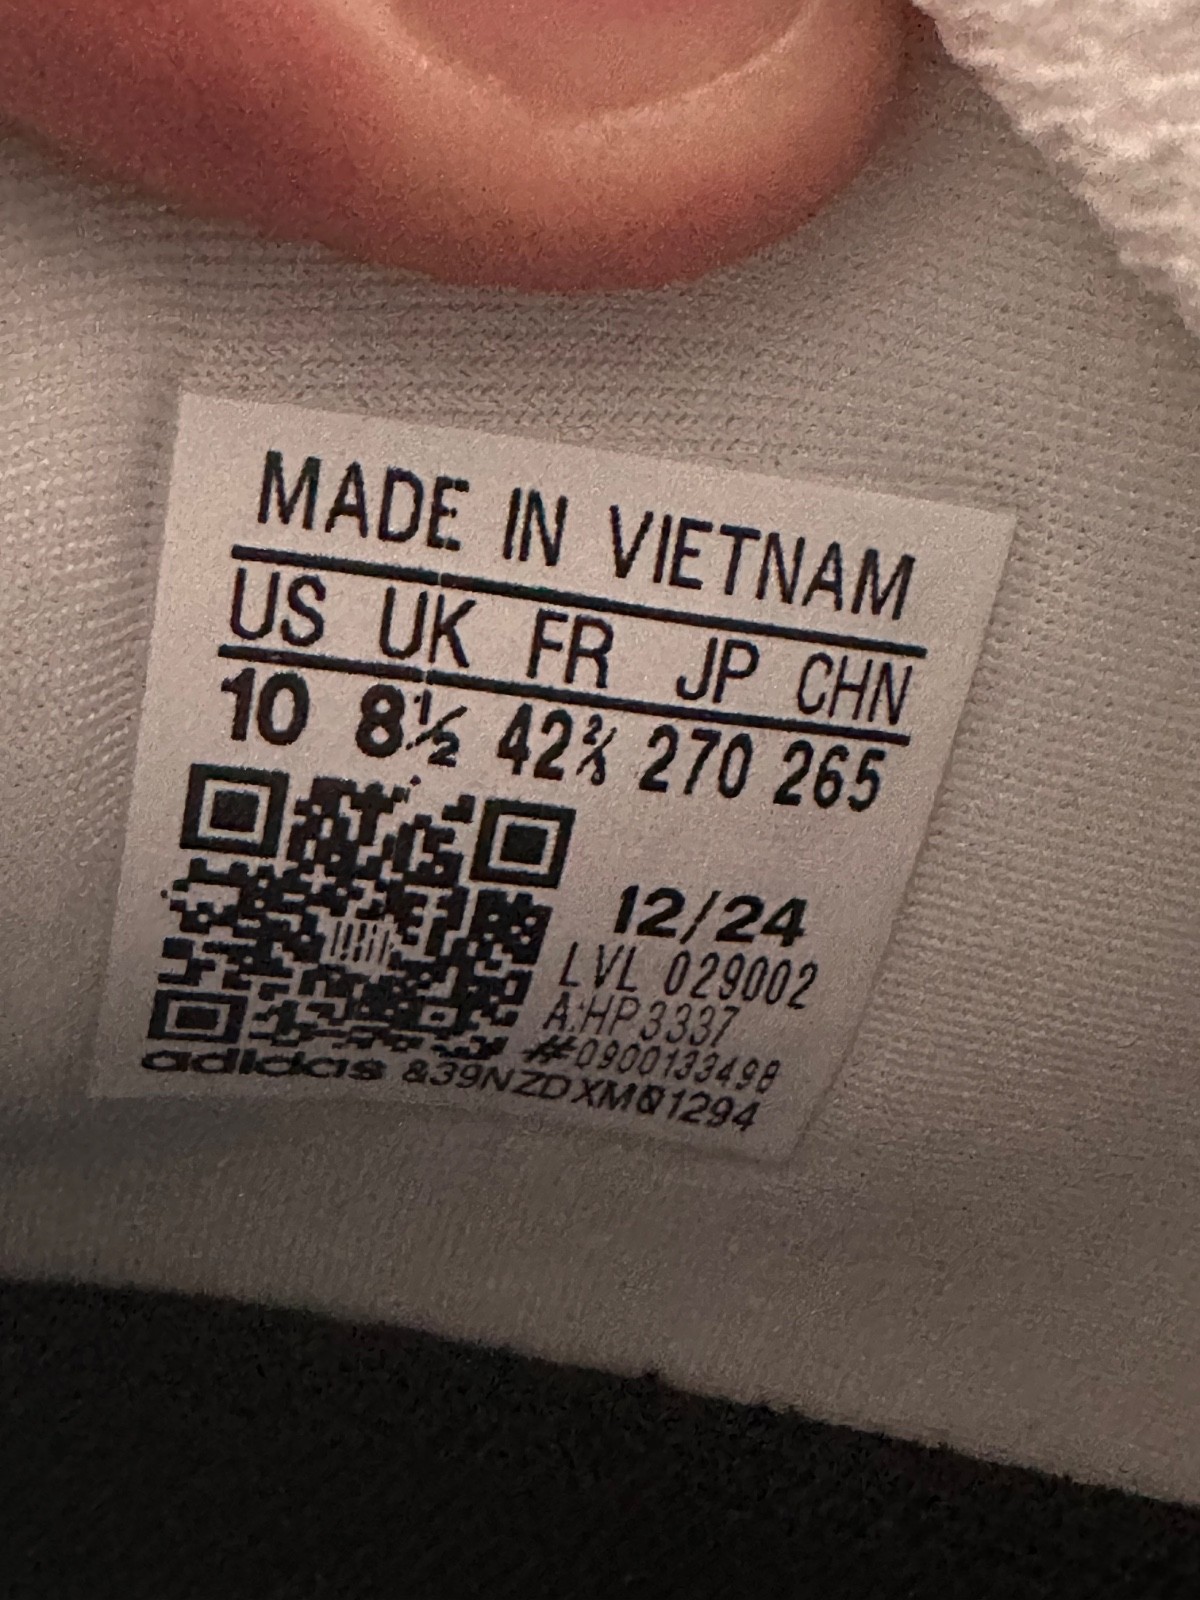 MADE IN VIETNAM
US UK FR JP CHN
10 8½ 42⅔ 270 265
12/24
LVL 029002
A:HP3337
#0900133498
adidas &39NZDXMQ1294